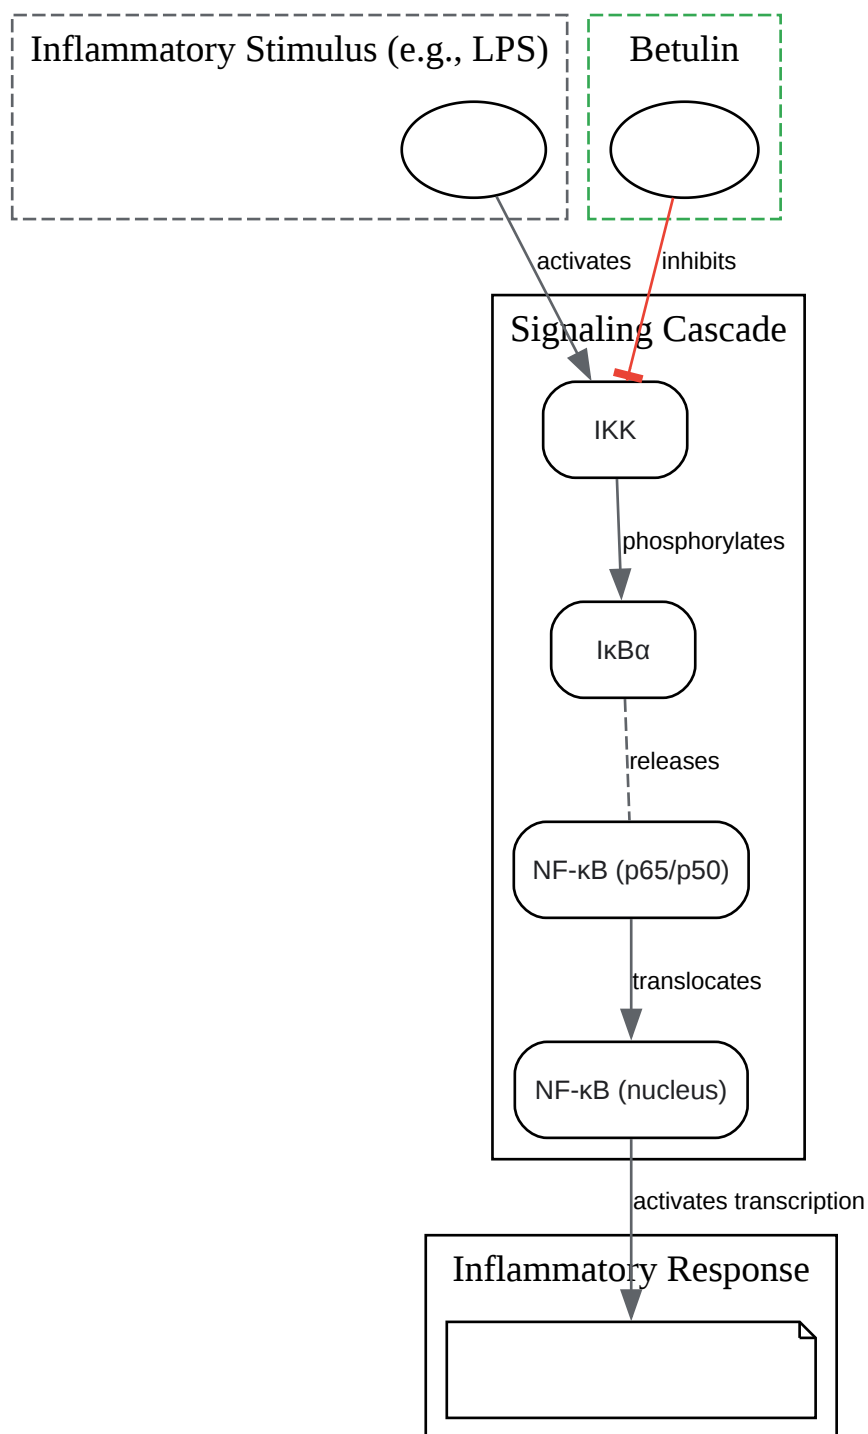 Inflammatory Stimulus (e.g., LPS)
Betulin
activates
inhibits
Signaling Cascade
IKK
phosphorylates
IκBα
releases
NF-κB (p65/p50)
translocates
NF-κB (nucleus)
activates transcription
Inflammatory Response